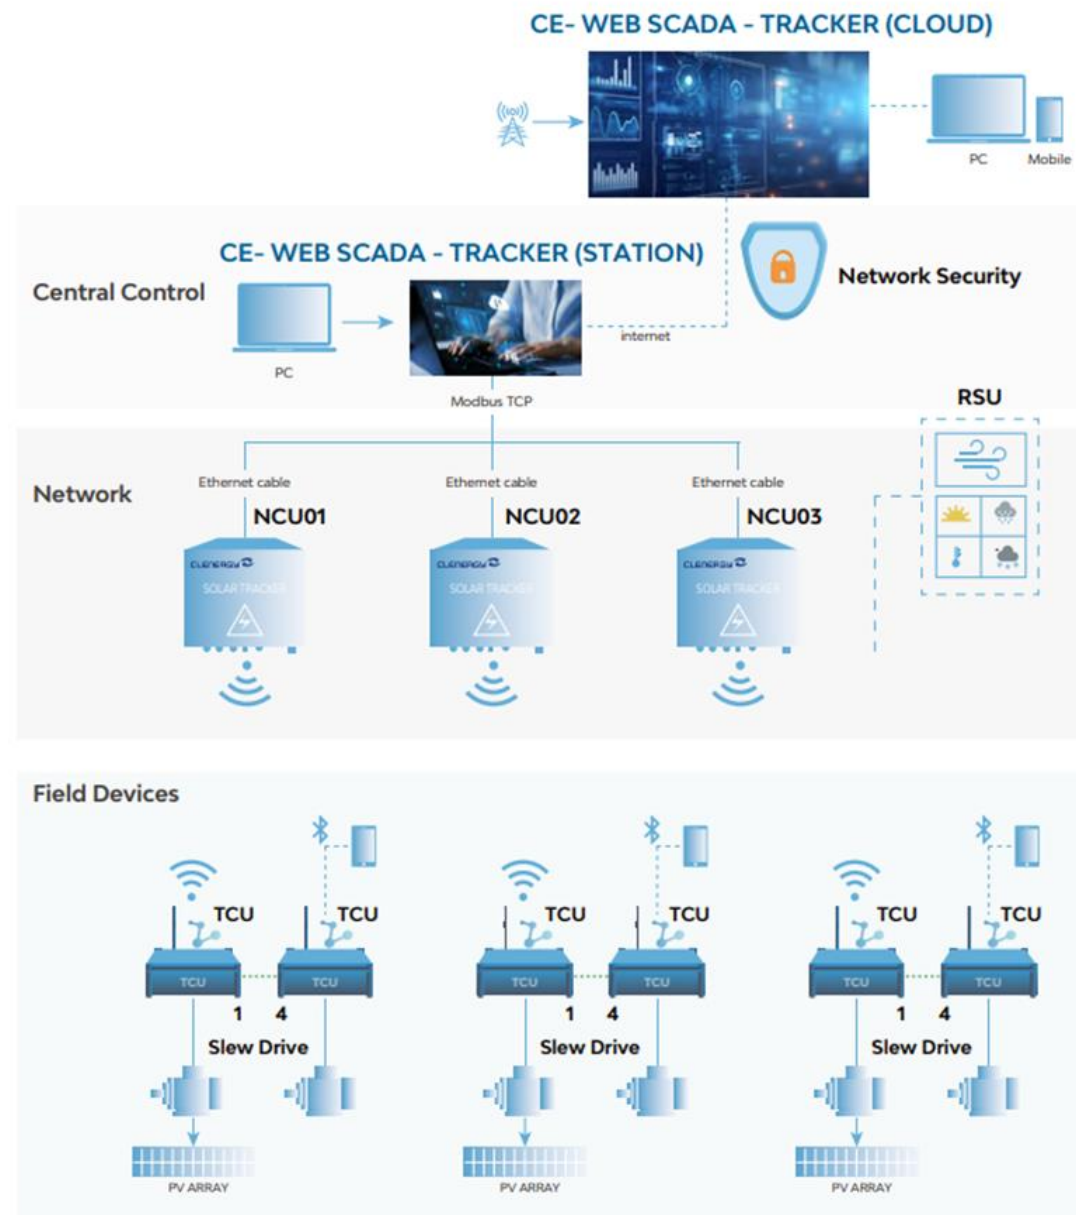 CE- WEB SCADA - TRACKER (CLOUD)
PC
Mobile
CE- WEB SCADA - TRACKER (STATION)
Central Control
Network Security
internet
PC
Modbus TCP
RSU
Network
Ethernet cable
Ethernet cable
Ethernet cable
NCU01
NCU02
NCU03
CLENERGY
SOLAR TRACKER
CLENERGY
SOLAR TRACKER
CLENERGY
SOLAR TRACKER
Field Devices
TCU
TCU
TCU
TCU
TCU
TCU
TCU
TCU
TCU
TCU
TCU
TCU
1
4
1
4
1
4
Slew Drive
Slew Drive
Slew Drive
PV ARRAY
PV ARRAY
PV ARRAY